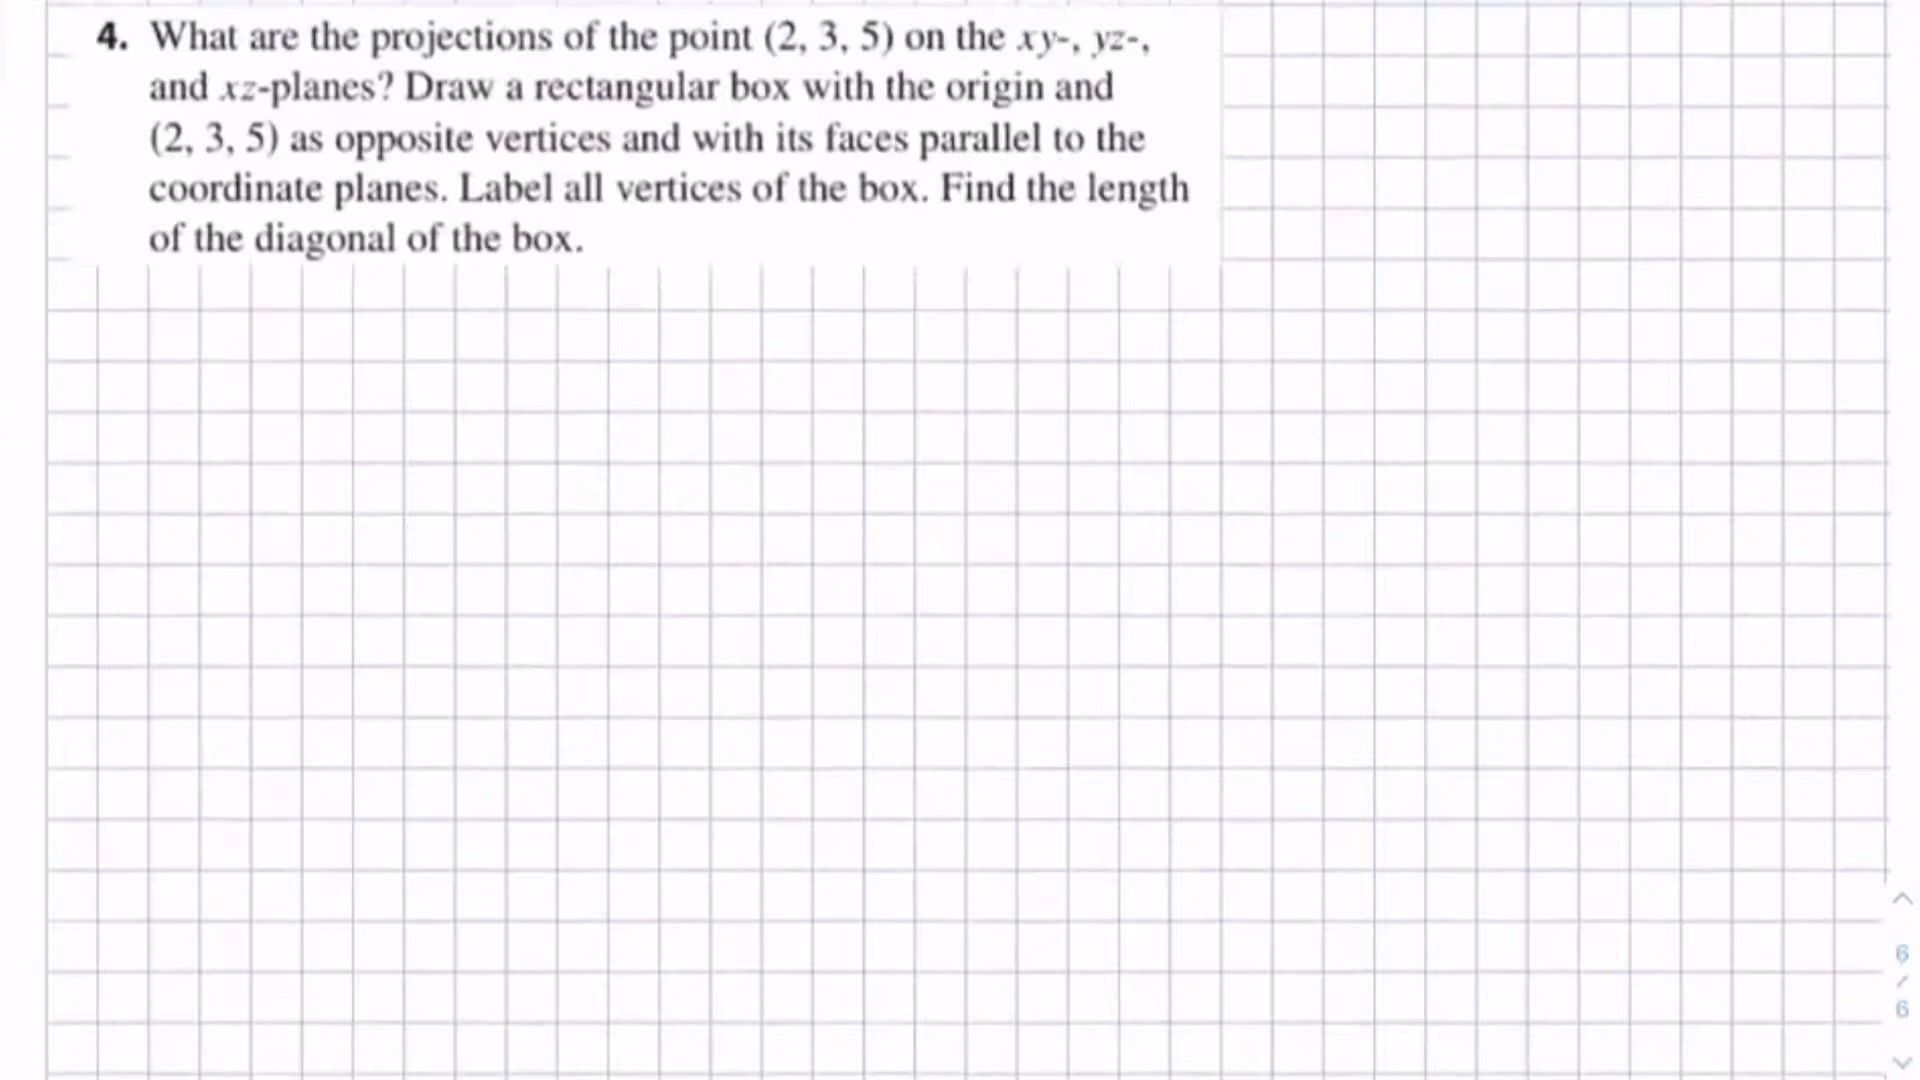 4. What are the projections of the point (2, 3, 5) on the xy-, yz-,
and xz-planes? Draw a rectangular box with the origin and
(2, 3, 5) as opposite vertices and with its faces parallel to the
coordinate planes. Label all vertices of the box. Find the length
of the diagonal of the box.
6
/
6